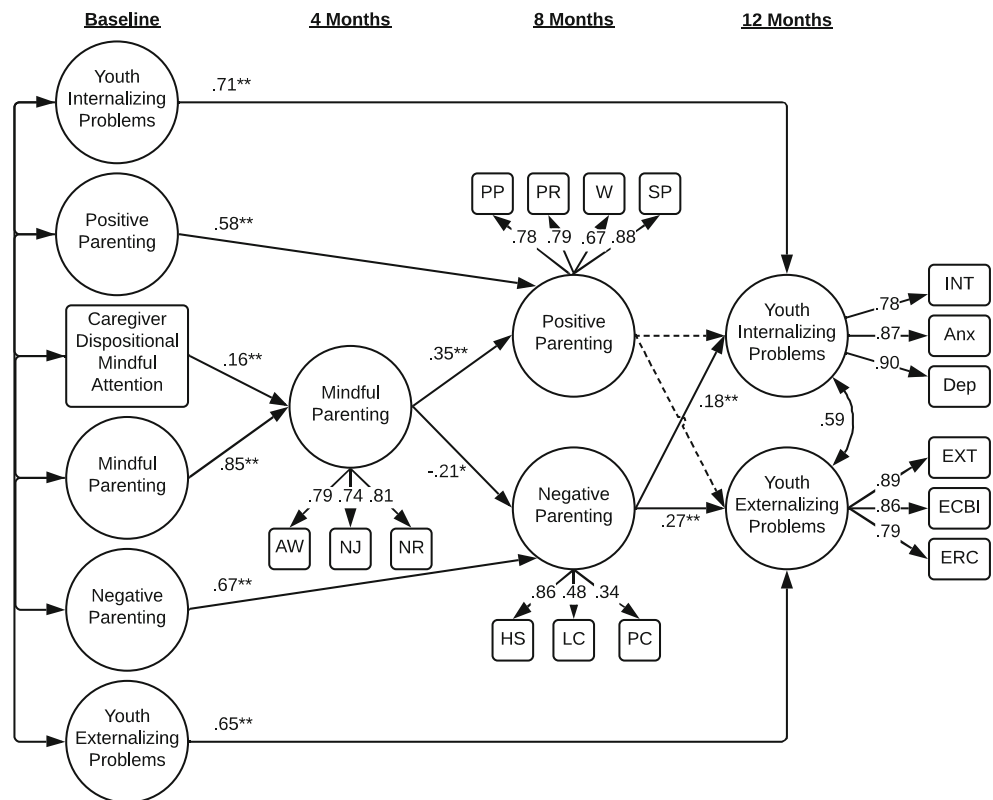 Baseline
4 Months
8 Months
12 Months
Youth
Internalizing
Problems
.71**
Positive
Parenting
.58**
Caregiver
Dispositional
Mindful
Attention
.16**
Mindful
Parenting
.85**
Negative
Parenting
.67**
Youth
Externalizing
Problems
.65**
Mindful
Parenting
.79 .74 .81
AW
NJ
NR
.35**
-.21*
PP
PR
W
SP
.78 .79 .67 .88
Positive
Parenting
Negative
Parenting
.86 .48 .34
HS
LC
PC
.18**
.27**
Youth
Internalizing
Problems
.59
Youth
Externalizing
Problems
.78
INT
.87
Anx
.90
Dep
.89
EXT
.86
ECBI
.79
ERC